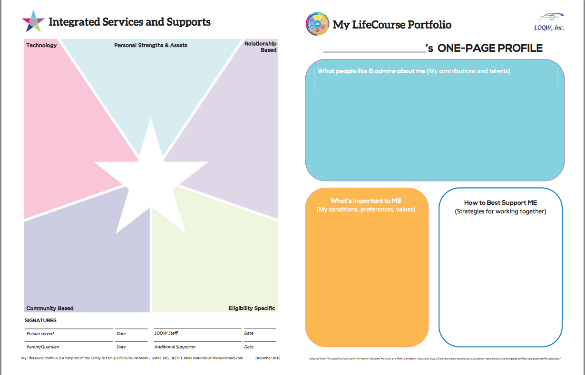 Integrated Services and Supports
Technology
Personal Strengths & Assets
Relationship
Based
Community Based
Eligibility Specific
SIGNATURES
Person served
Date
LOQW Staff
Date
Parent/Guardian
Date
Additional Supporter
Date
My LifeCourse Portfolio
LOQW, Inc.
's ONE-PAGE PROFILE
What people like & admire about me (My contributions and talents)
What's Important to ME
(My conditions, preferences, values)
How to Best Support ME
(Strategies for working together)